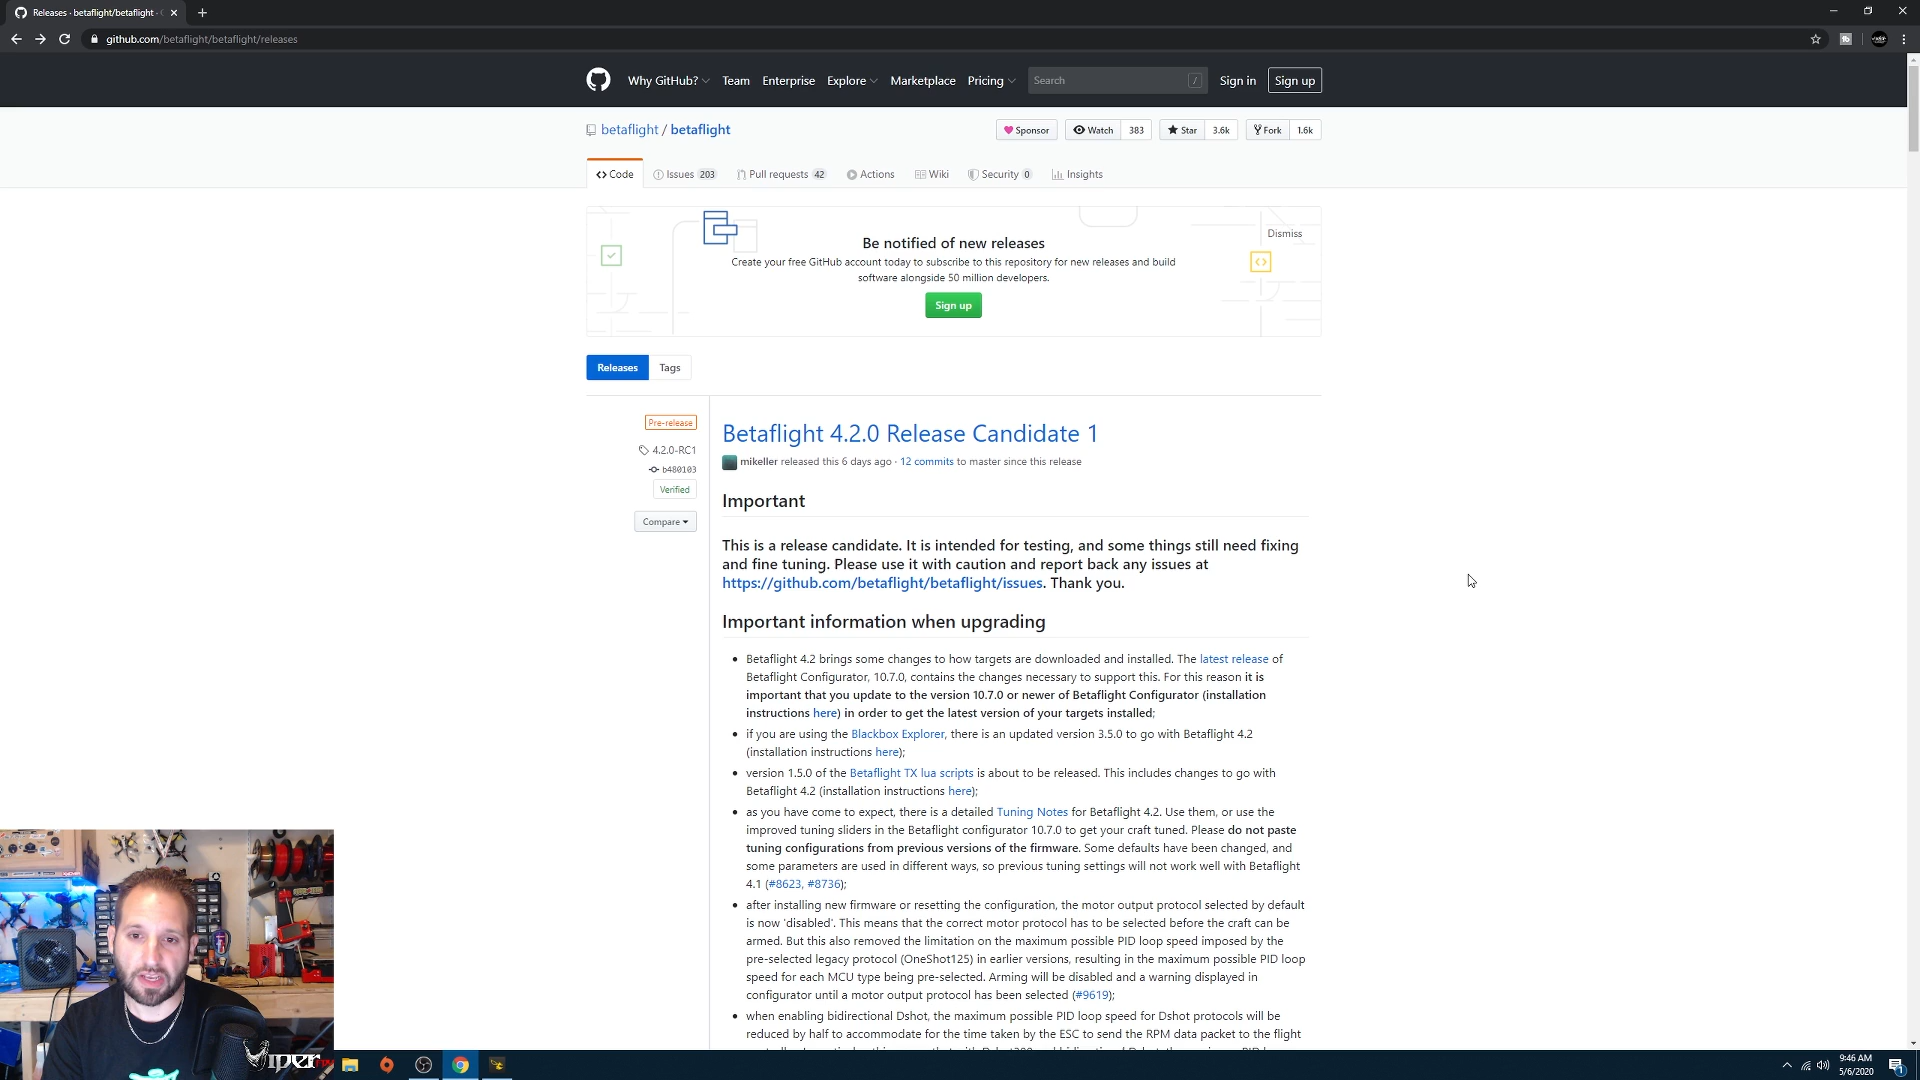 Releases · betaflight/betaflight ·
github.com/betaflight/betaflight/releases
Why GitHub? Team Enterprise Explore Marketplace Pricing Search / Sign in Sign up
betaflight / betaflight
Sponsor Watch 383 Star 3.6k Fork 1.6k
Code Issues 203 Pull requests 42 Actions Wiki Security 0 Insights
Dismiss
Be notified of new releases
Create your free GitHub account today to subscribe to this repository for new releases and build
software alongside 50 million developers.
Sign up
Releases Tags
Pre-release
4.2.0-RC1
b480103
Verified
Compare
Betaflight 4.2.0 Release Candidate 1
mikeller released this 6 days ago · 12 commits to master since this release
Important
This is a release candidate. It is intended for testing, and some things still need fixing
and fine tuning. Please use it with caution and report back any issues at
https://github.com/betaflight/betaflight/issues. Thank you.
Important information when upgrading
• Betaflight 4.2 brings some changes to how targets are downloaded and installed. The latest release of
Betaflight Configurator, 10.7.0, contains the changes necessary to support this. For this reason it is
important that you update to the version 10.7.0 or newer of Betaflight Configurator (installation
instructions here) in order to get the latest version of your targets installed;
• if you are using the Blackbox Explorer, there is an updated version 3.5.0 to go with Betaflight 4.2
(installation instructions here);
• version 1.5.0 of the Betaflight TX lua scripts is about to be released. This includes changes to go with
Betaflight 4.2 (installation instructions here);
• as you have come to expect, there is a detailed Tuning Notes for Betaflight 4.2. Use them, or use the
improved tuning sliders in the Betaflight configurator 10.7.0 to get your craft tuned. Please do not paste
tuning configurations from previous versions of the firmware. Some defaults have been changed, and
some parameters are used in different ways, so previous tuning settings will not work well with Betaflight
4.1 (#8623, #8736);
• after installing new firmware or resetting the configuration, the motor output protocol selected by default
is now 'disabled'. This means that the correct motor protocol has to be selected before the craft can be
armed. But this also removed the limitation on the maximum possible PID loop speed imposed by the
pre-selected legacy protocol (OneShot125) in earlier versions, resulting in the maximum possible PID loop
speed for each MCU type being pre-selected. Arming will be disabled and a warning displayed in
configurator until a motor output protocol has been selected (#9619);
• when enabling bidirectional Dshot, the maximum possible PID loop speed for Dshot protocols will be
reduced by half to accommodate for the time taken by the ESC to send the RPM data packet to the flight
Viper
9:46 AM
5/6/2020